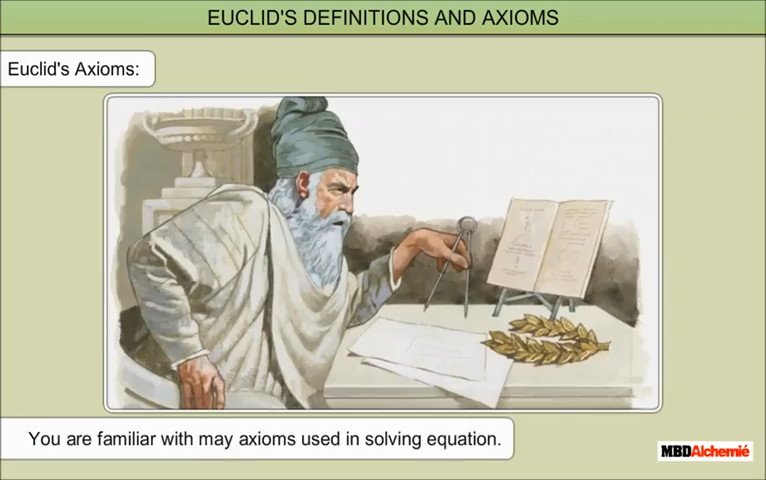 EUCLID'S DEFINITIONS AND AXIOMS
Euclid's Axioms:
You are familiar with may axioms used in solving equation.
MBDAlchemié